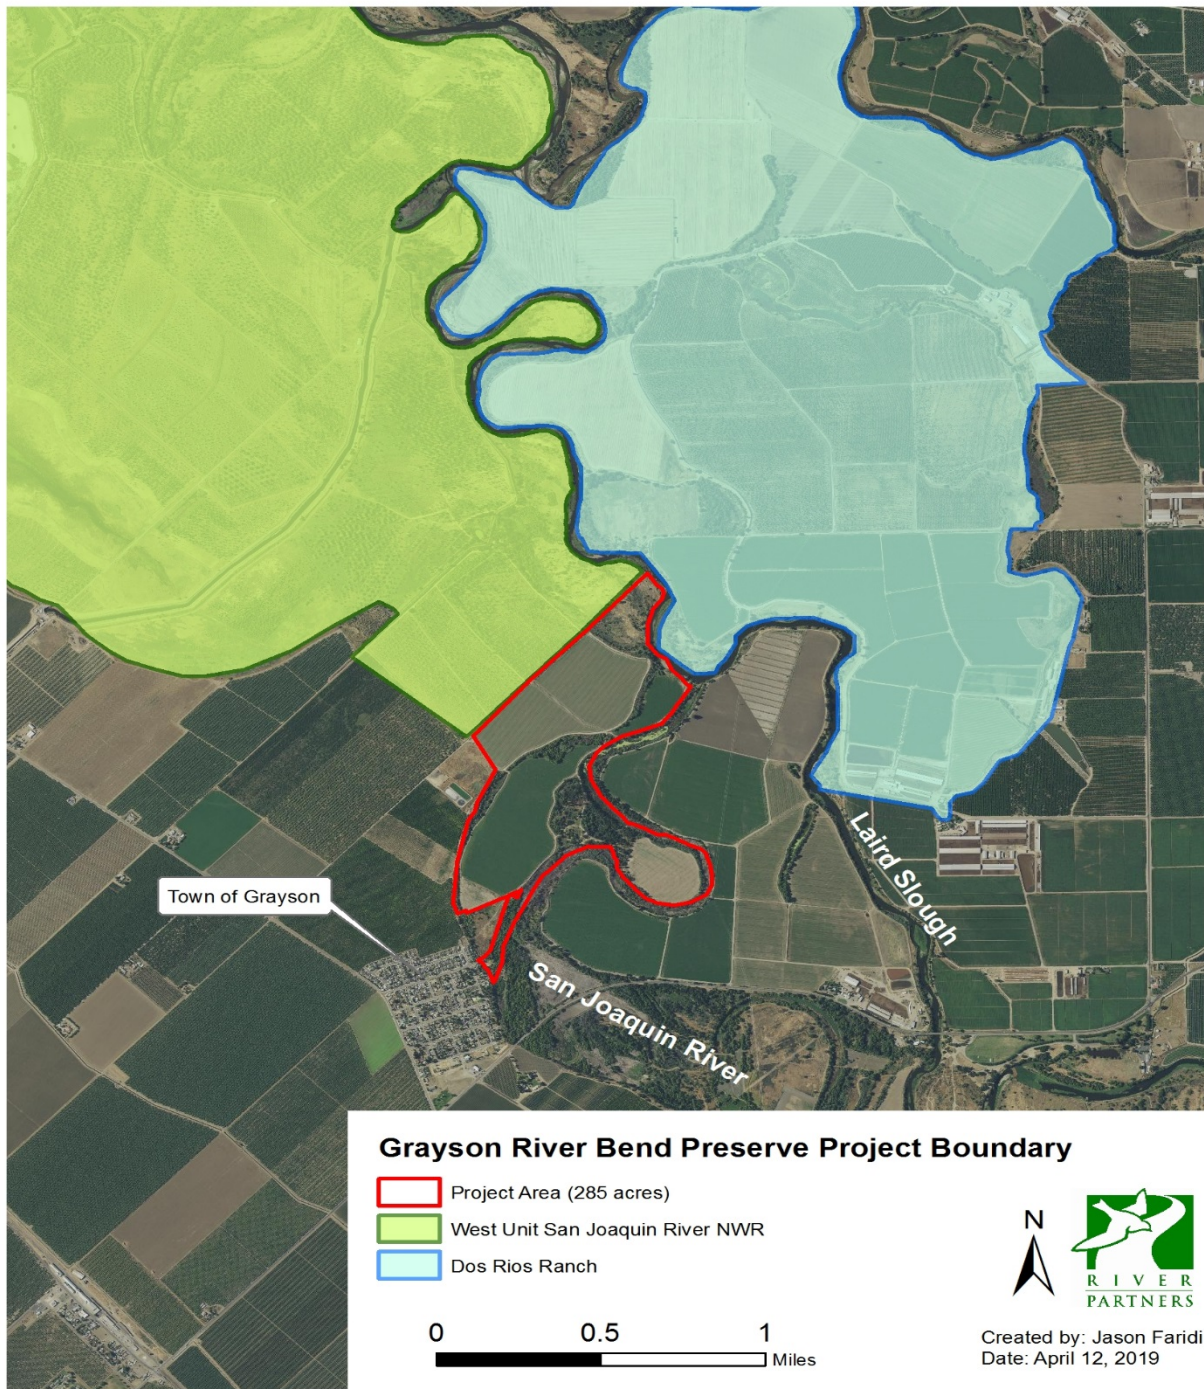 Town of Grayson
Laird Slough
San Joaquin River
Grayson River Bend Preserve Project Boundary
Project Area (285 acres)
West Unit San Joaquin River NWR
Dos Rios Ranch
N
RIVER
PARTNERS
0 0.5 1
Miles
Created by: Jason Faridi
Date: April 12, 2019